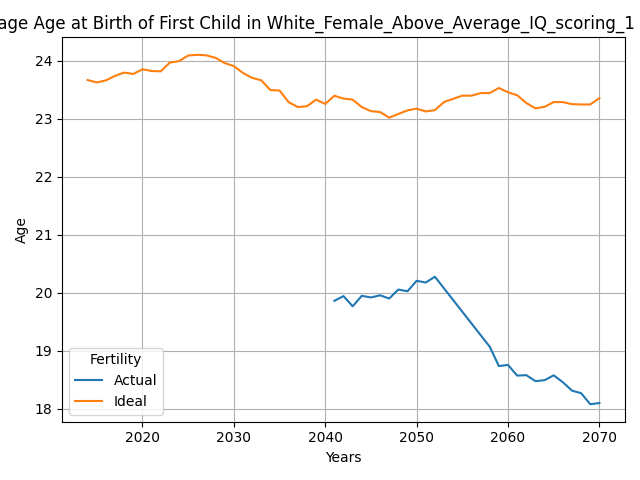 age Age at Birth of First Child in White_Female_Above_Average_IQ_scoring_1
24
23
22
21
20
19
18
Age
Fertility
Actual
Ideal
2020 2030 2040 2050 2060 2070
Years